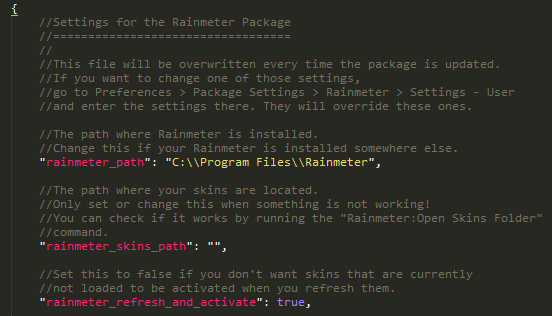 {
//Settings for the Rainmeter Package
//==================================
//
//This file will be overwritten every time the package is updated.
//If you want to change one of those settings,
//go to Preferences > Package Settings > Rainmeter > Settings - User
//and enter the settings there. They will override these ones.
//The path where Rainmeter is installed.
//Change this if your Rainmeter is installed somewhere else.
"rainmeter_path": "C:\\Program Files\\Rainmeter",
//The path where your skins are located.
//Only set or change this when something is not working!
//You can check if it works by running the "Rainmeter:Open Skins Folder"
//command.
"rainmeter_skins_path": "",
//Set this to false if you don't want skins that are currently
//not loaded to be activated when you refresh them.
"rainmeter_refresh_and_activate": true,